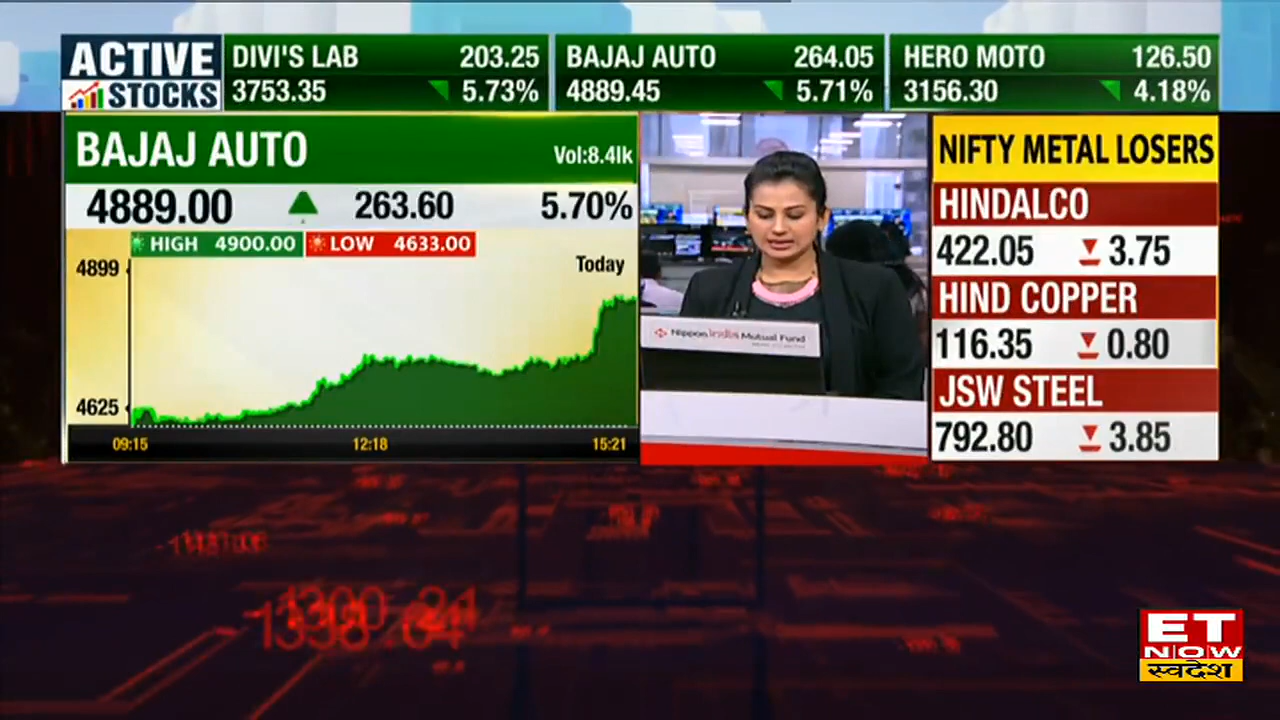 ACTIVE
STOCKS
DIVI'S LAB 203.25
3753.35 5.73%
BAJAJ AUTO 264.05
4889.45 5.71%
HERO MOTO 126.50
3156.30 4.18%
BAJAJ AUTO
Vol:8.4lk
4889.00 263.60 5.70%
HIGH 4900.00 LOW 4633.00
4899
Today
4625
09:15 12:18 15:21
Nippon India Mutual Fund
NIFTY METAL LOSERS
HINDALCO
422.05 3.75
HIND COPPER
116.35 0.80
JSW STEEL
792.80 3.85
ET
NOW
स्वदेश